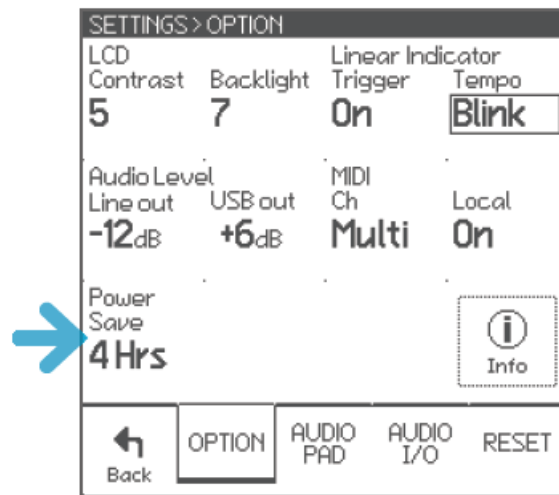 SETTINGS > OPTION
LCD Linear Indicator
Contrast Backlight Trigger Tempo
5 7 On Blink
Audio Level MIDI
Line out USB out Ch Local
-12dB +6dB Multi On
Power
Save
4 Hrs
i
Info
Back OPTION AUDIO PAD AUDIO I/O RESET